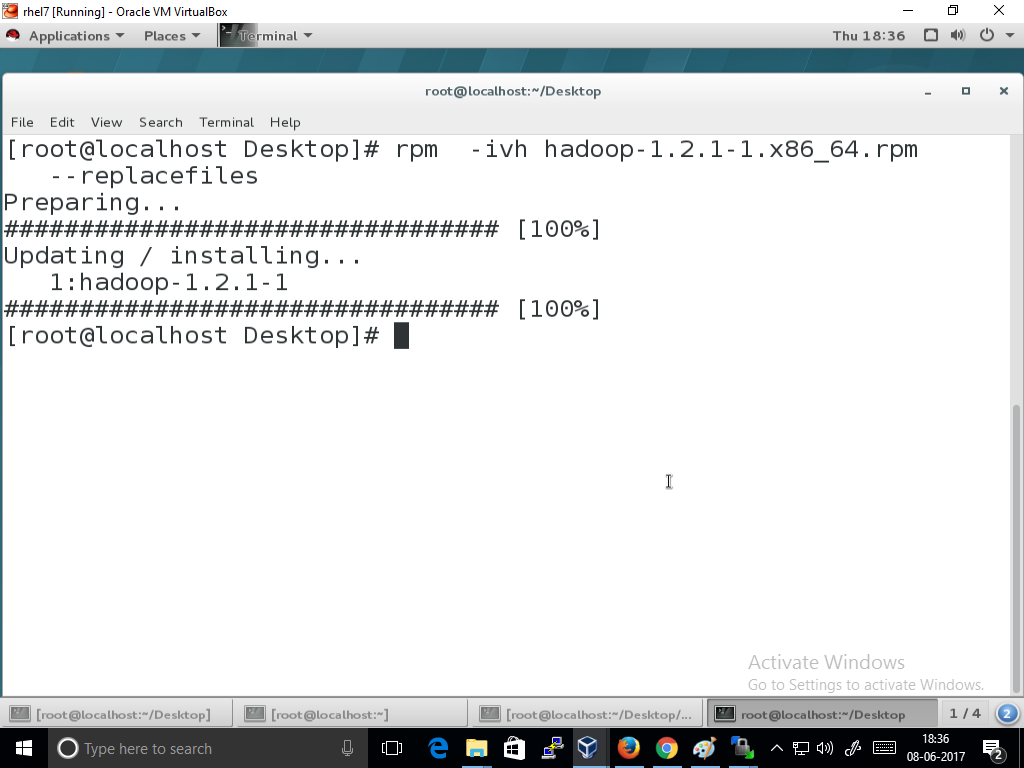 rhel7 [Running] - Oracle VM VirtualBox
Applications Places Terminal Thu 18:36
root@localhost:~/Desktop
File Edit View Search Terminal Help
[root@localhost Desktop]# rpm  -ivh hadoop-1.2.1-1.x86_64.rpm
   --replacefiles
Preparing...
################################# [100%]
Updating / installing...
   1:hadoop-1.2.1-1
################################# [100%]
[root@localhost Desktop]#
Activate Windows
Go to Settings to activate Windows.
[root@localhost:~/Desktop] [root@localhost:~] [root@localhost:~/Desktop/... root@localhost:~/Desktop 1 / 4 2
Type here to search
18:36
08-06-2017
2